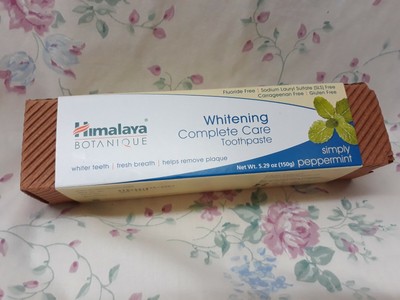 Fluoride Free | Sodium Lauryl Sulfate (SLS) Free
Carrageenan Free | Gluten Free
Himalaya
BOTANIQUE
Whitening
Complete Care
Toothpaste
simply
peppermint
whiter teeth | fresh breath | helps remove plaque
Net Wt. 5.29 oz (150g)